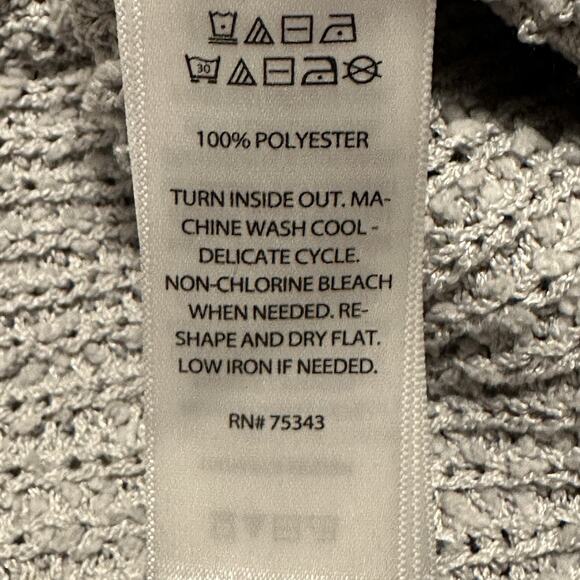 30
100% POLYESTER
TURN INSIDE OUT. MA-
CHINE WASH COOL -
DELICATE CYCLE.
NON-CHLORINE BLEACH
WHEN NEEDED. RE-
SHAPE AND DRY FLAT.
LOW IRON IF NEEDED.
RN# 75343